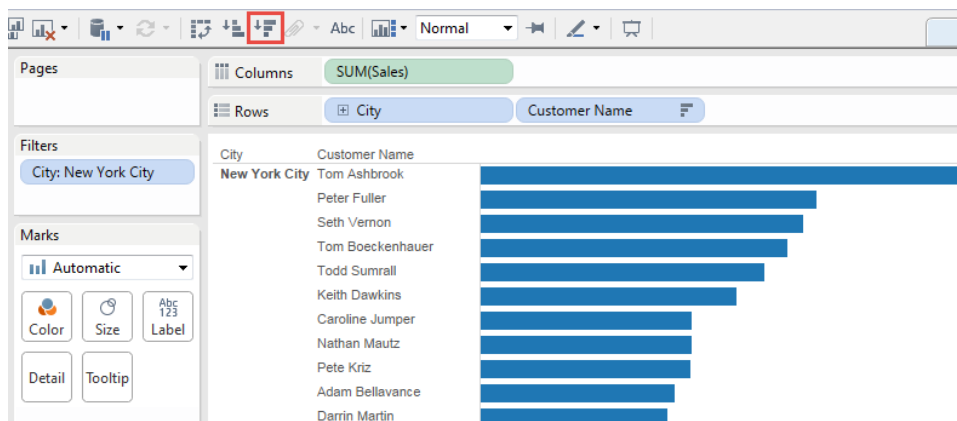 Abc Normal
Pages
Columns SUM(Sales)
Rows City Customer Name
Filters
City: New York City
City Customer Name
New York City Tom Ashbrook
Peter Fuller
Seth Vernon
Marks
Tom Boeckenhauer
Automatic
Todd Sumrall
Keith Dawkins
Abc
123
Color Size Label
Caroline Jumper
Nathan Mautz
Pete Kriz
Detail Tooltip
Adam Bellavance
Darrin Martin